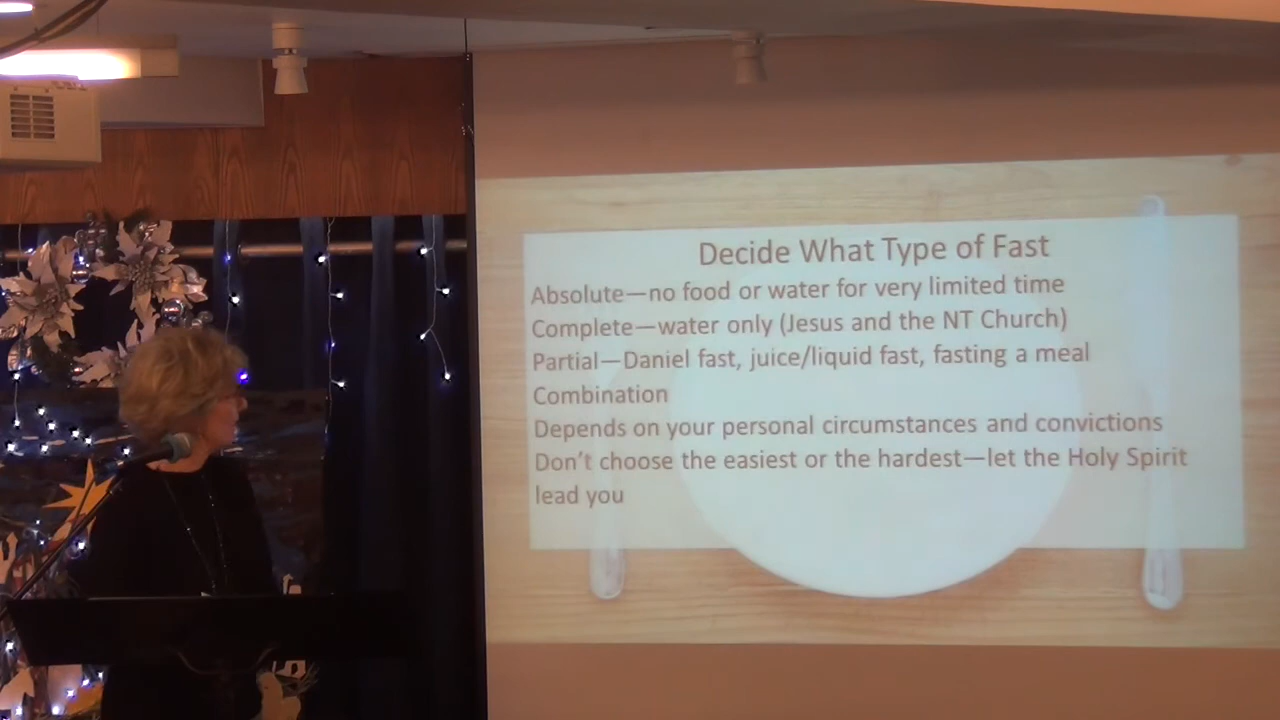 Decide What Type of Fast
Absolute—no food or water for very limited time
Complete—water only (Jesus and the NT Church)
Partial—Daniel fast, juice/liquid fast, fasting a meal
Combination
Depends on your personal circumstances and convictions
Don't choose the easiest or the hardest—let the Holy Spirit
lead you